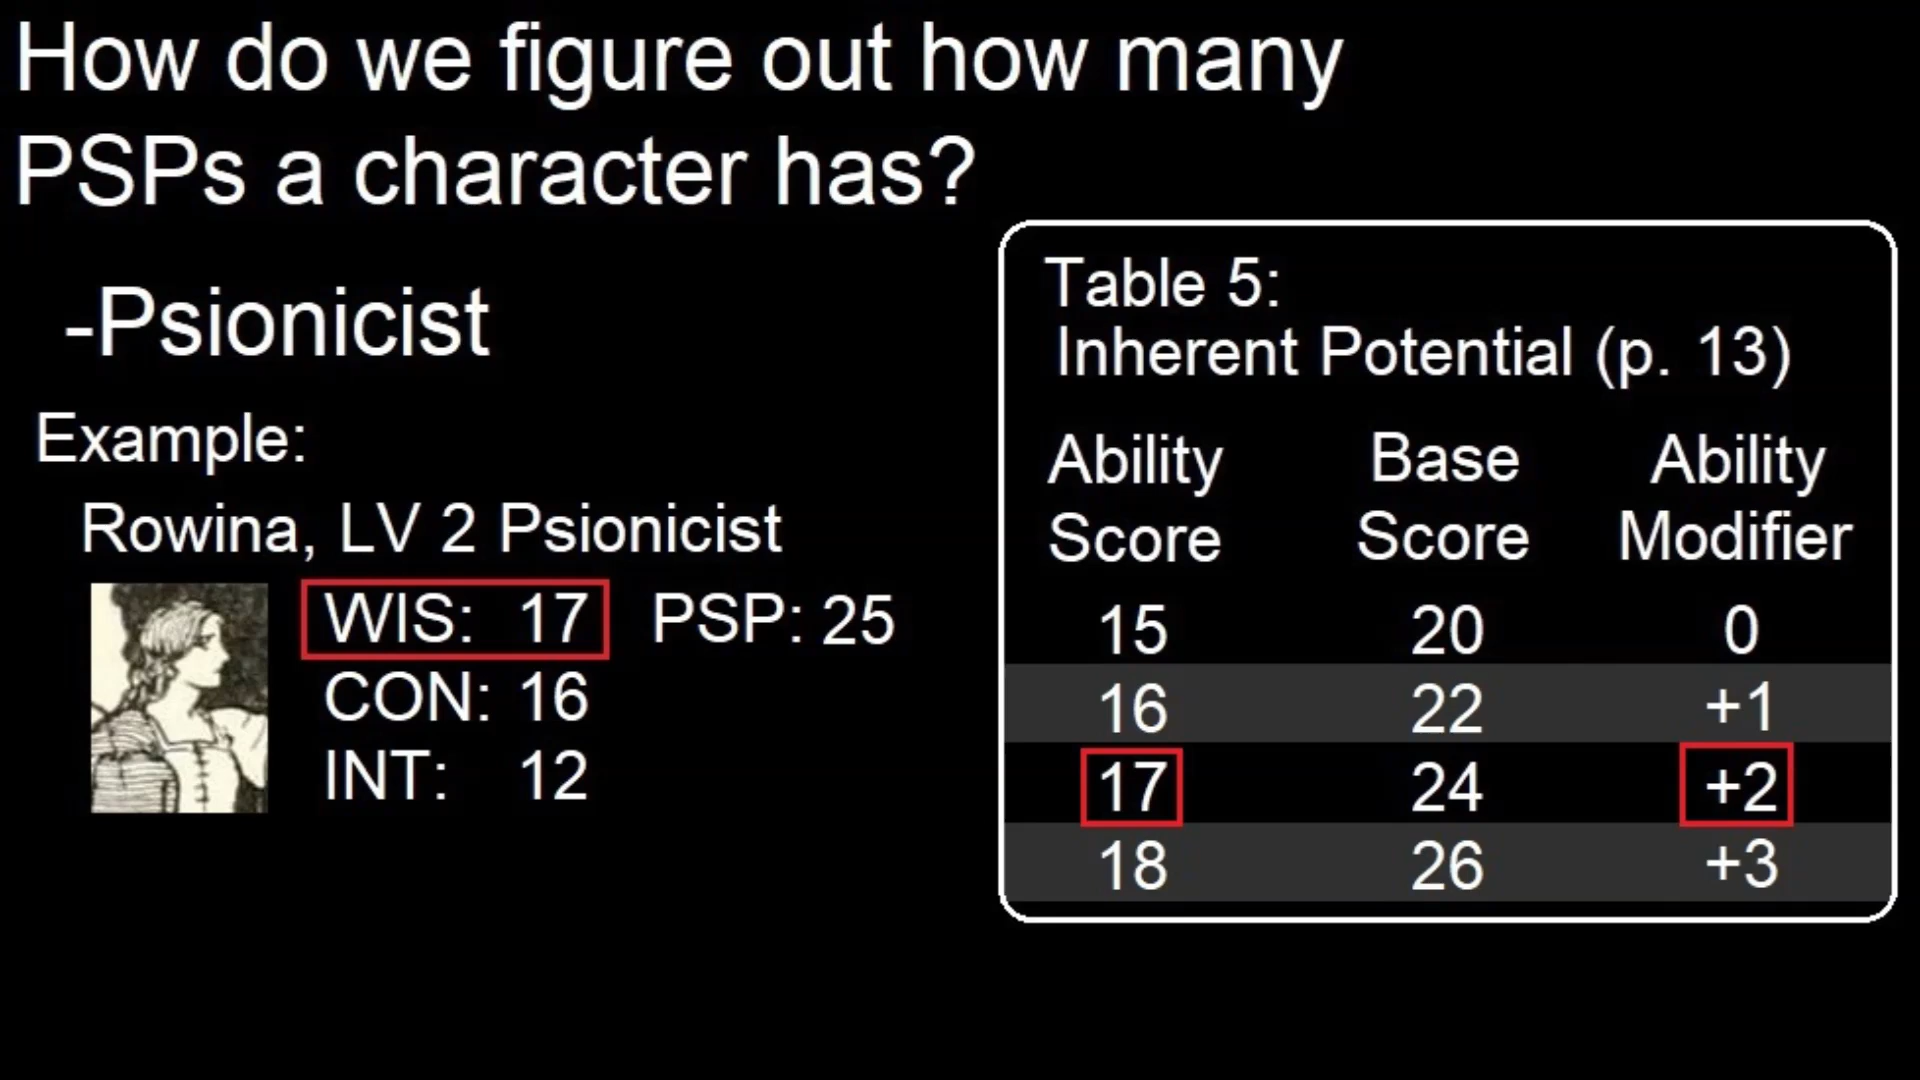 How do we figure out how many
PSPs a character has?
-Psionicist
Example:
Rowina, LV 2 Psionicist
WIS: 17 PSP: 25
CON: 16
INT: 12
Table 5:
Inherent Potential (p. 13)
Ability Base Ability
Score Score Modifier
15 20 0
16 22 +1
17 24 +2
18 26 +3